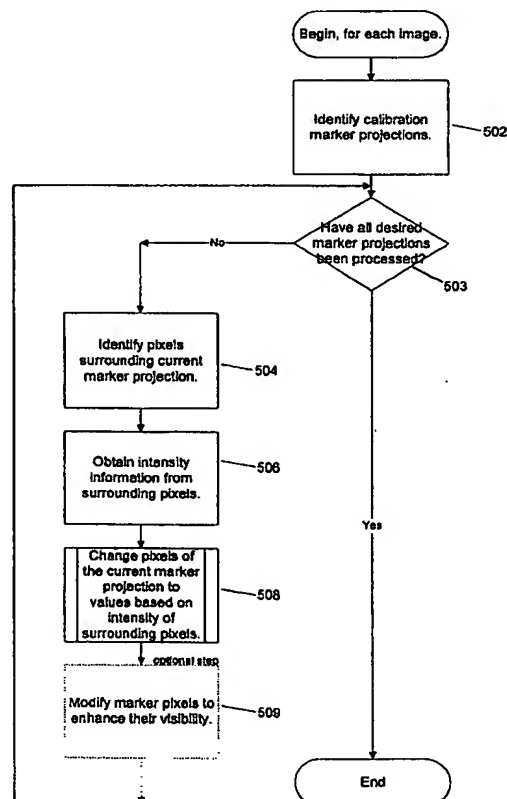 Begin, for each image.
Identify calibration
marker projections.
502
Have all desired
marker projections
been processed?
503
No
Identify pixels
surrounding current
marker projection.
504
Obtain intensity
information from
surrounding pixels.
506
Yes
Change pixels of
the current marker
projection to
values based on
intensity of
surrounding pixels.
508
optional step
Modify marker pixels to
enhance their visibility.
509
End